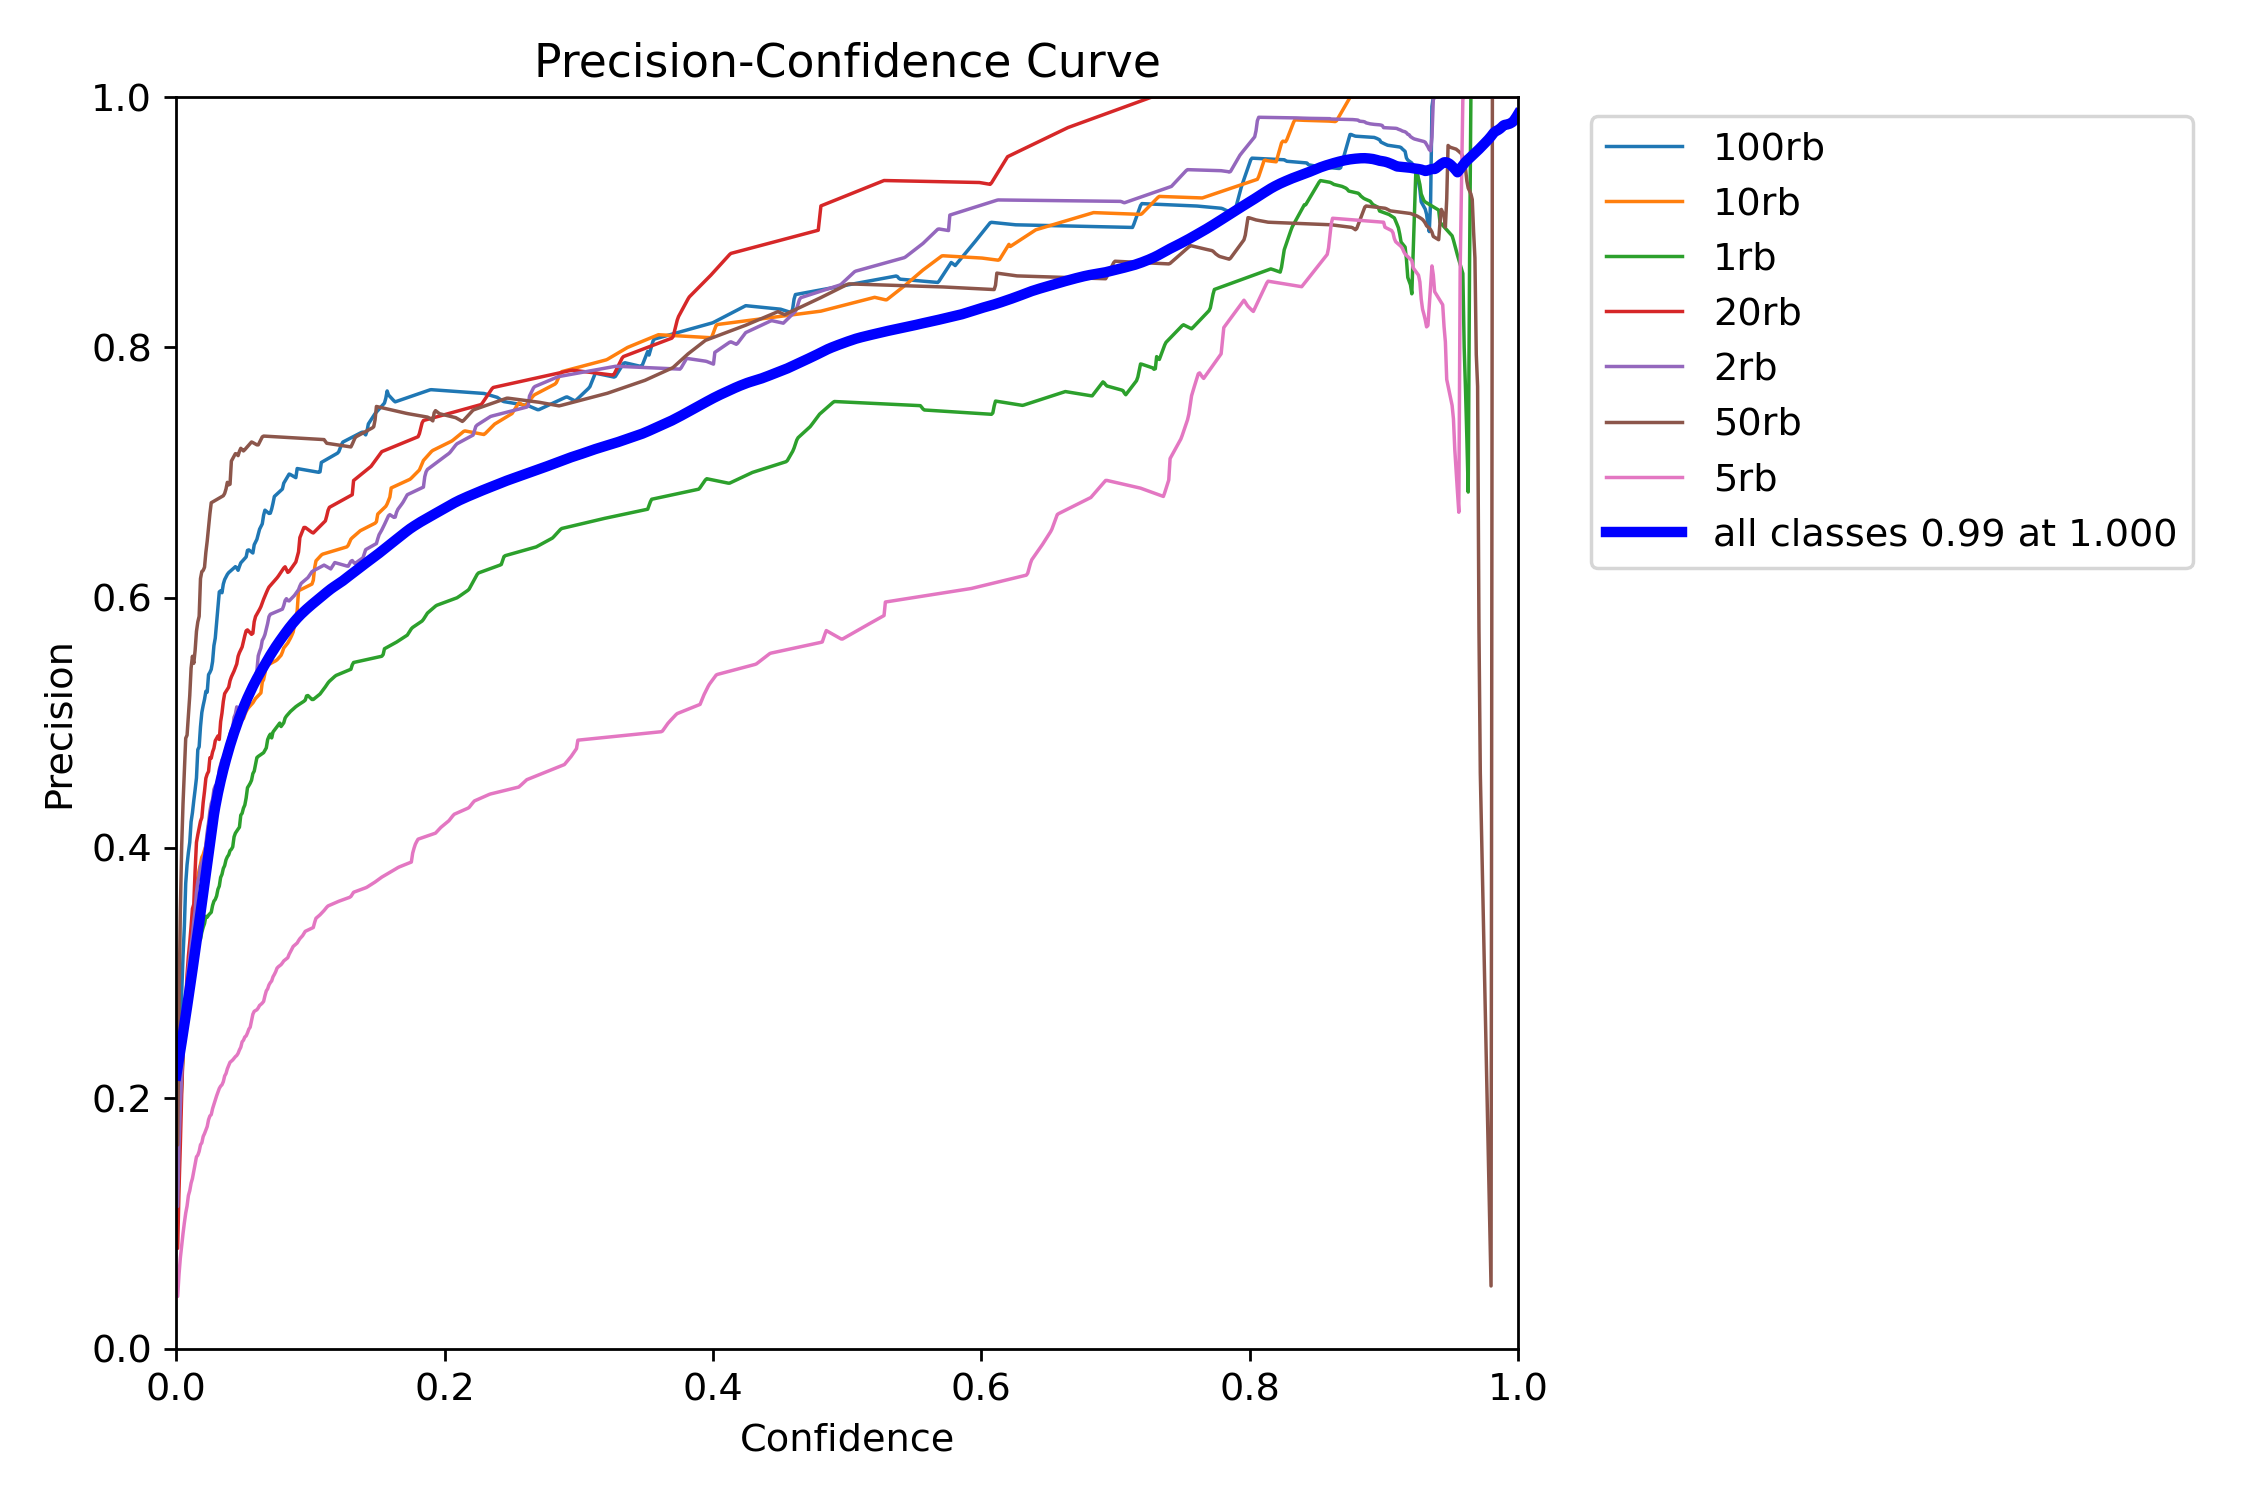 Precision-Confidence Curve
1.0
0.8
0.6
0.4
0.2
0.0
Precision
0.0 0.2 0.4 0.6 0.8 1.0
Confidence
100rb
10rb
1rb
20rb
2rb
50rb
5rb
all classes 0.99 at 1.000